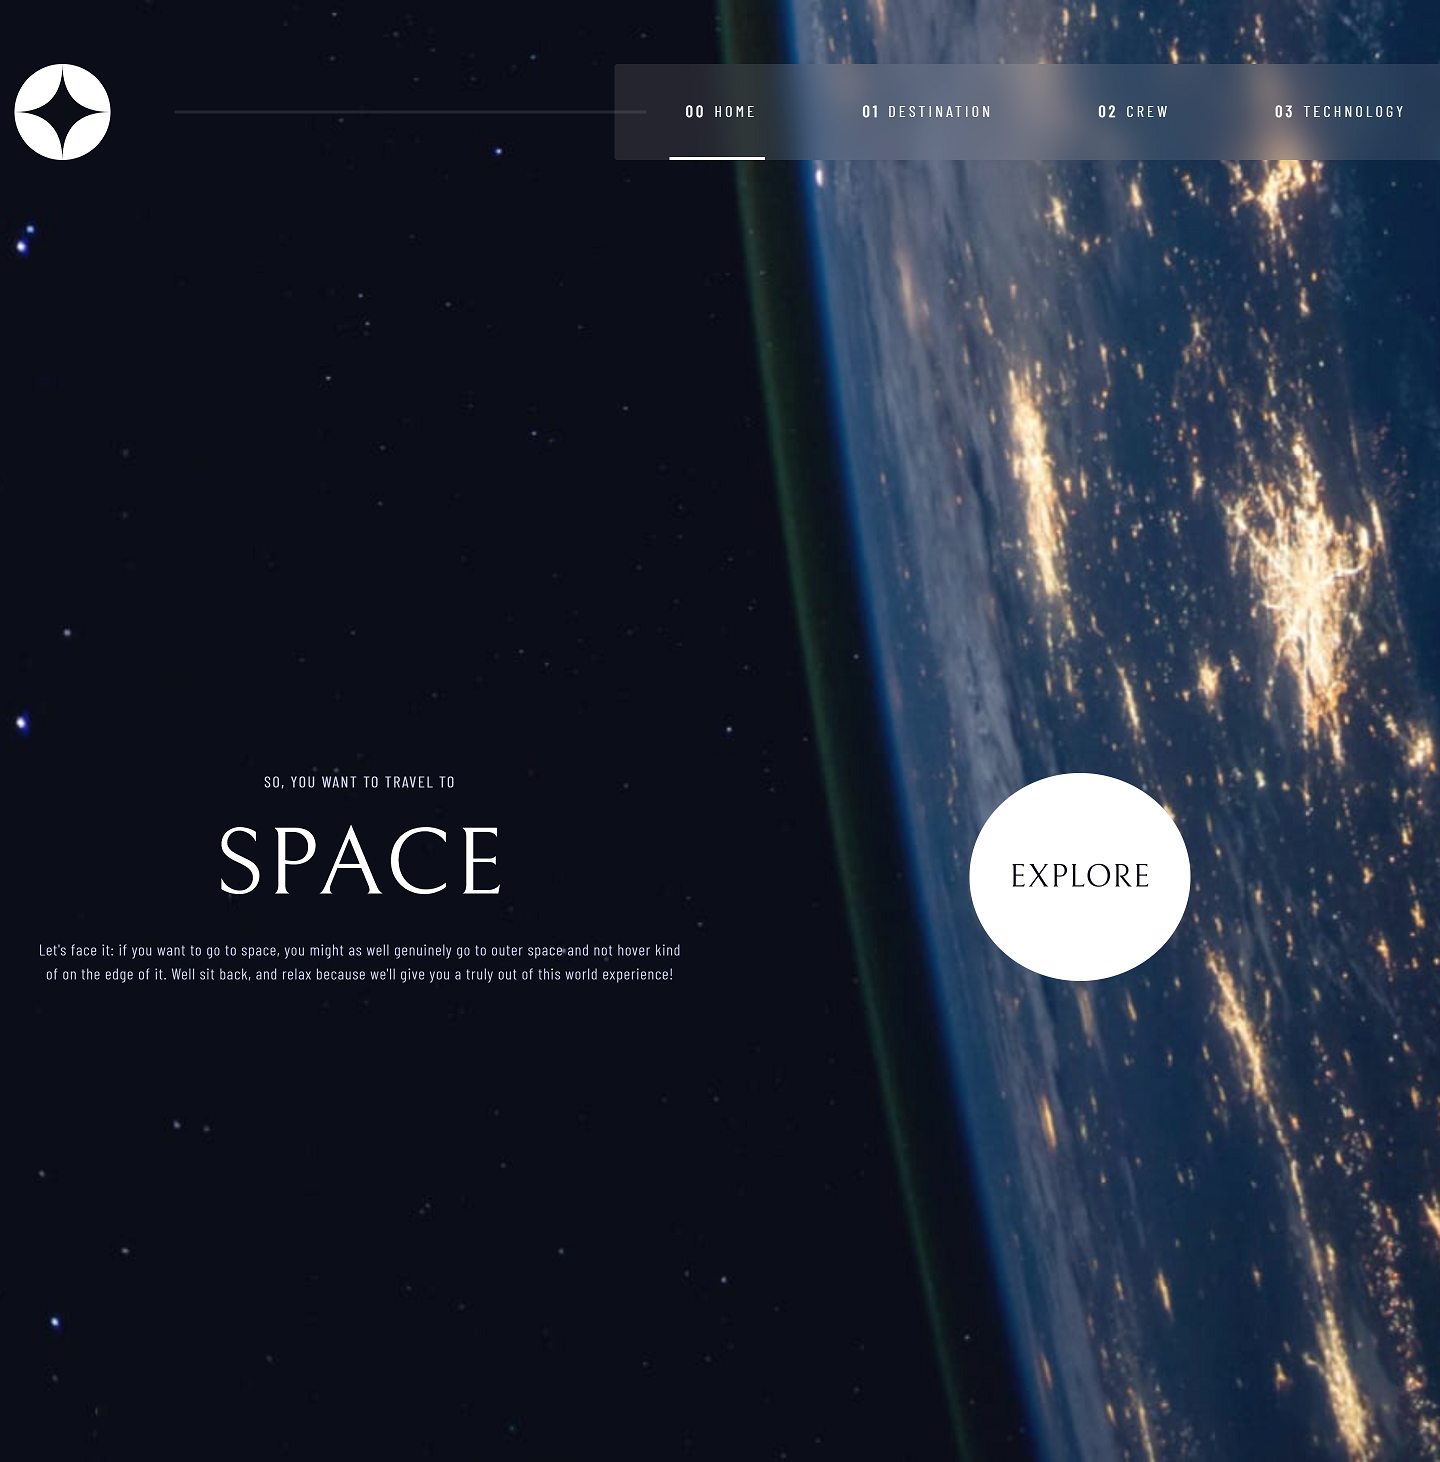 00 HOME
01 DESTINATION
02 CREW
03 TECHNOLOGY
SO, YOU WANT TO TRAVEL TO
SPACE
Let's face it: if you want to go to space, you might as well genuinely go to outer space and not hover kind
of on the edge of it. Well sit back, and relax because we'll give you a truly out of this world experience!
EXPLORE